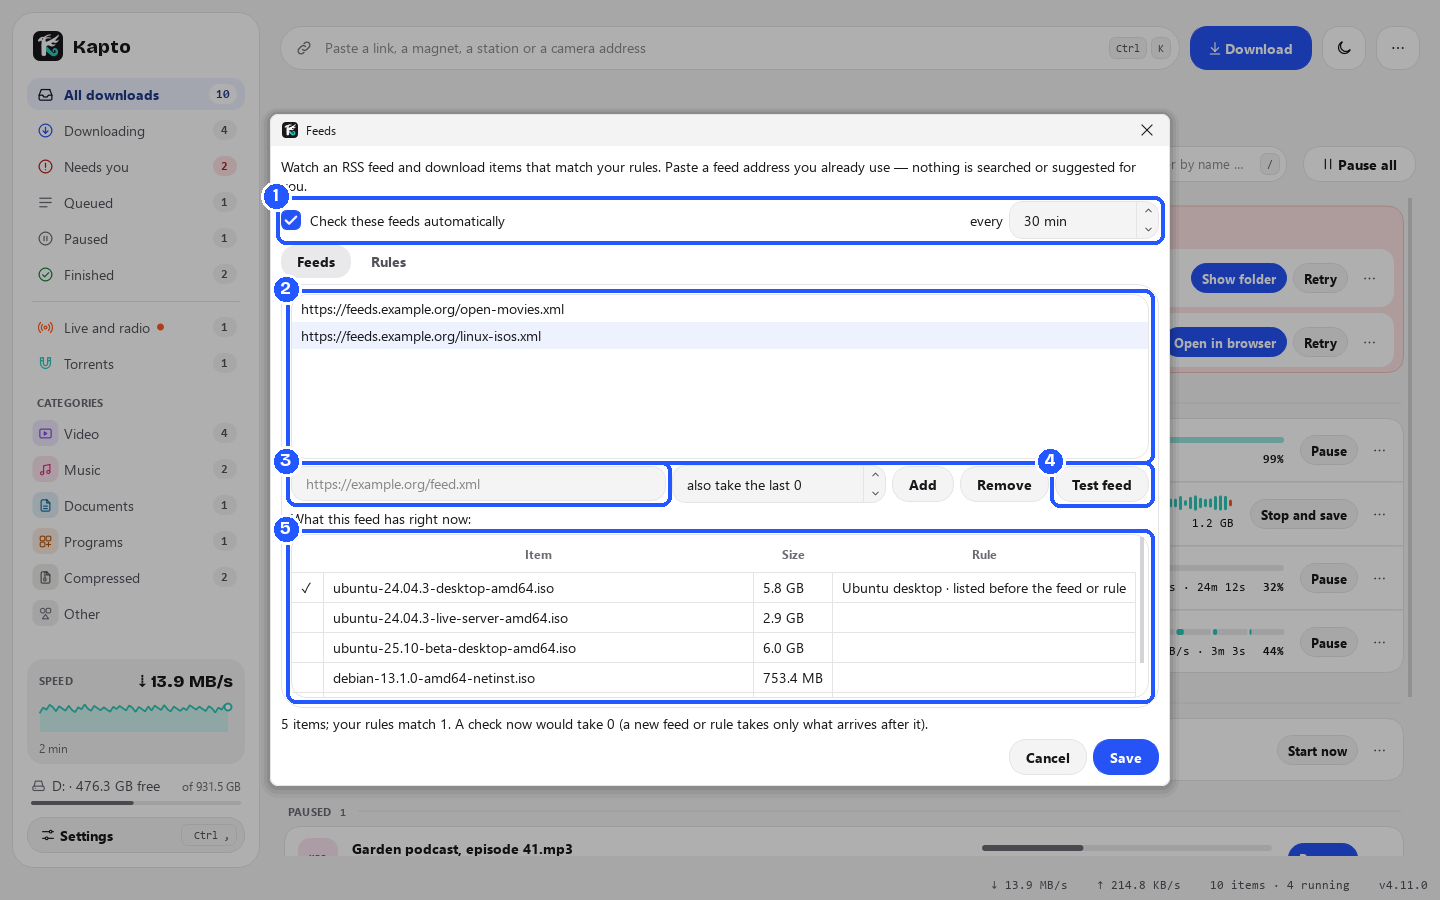 Kapto
Paste a link, a magnet, a station or a camera address
Ctrl K
Download
All downloads 10
Downloading 4
Needs you 2
Queued 1
Paused 1
Finished 2
Live and radio 1
Torrents 1
CATEGORIES
Video 4
Music 2
Documents 1
Programs 1
Compressed 2
Other
SPEED 13.9 MB/s
2 min
D: · 476.3 GB free of 931.5 GB
Settings Ctrl ,
Feeds
Watch an RSS feed and download items that match your rules. Paste a feed address you already use — nothing is searched or suggested for
you.
1
Check these feeds automatically every 30 min
Feeds Rules
2
https://feeds.example.org/open-movies.xml
https://feeds.example.org/linux-isos.xml
3
https://example.org/feed.xml also take the last 0 Add Remove
4
Test feed
What this feed has right now:
5
Item Size Rule
✓ ubuntu-24.04.3-desktop-amd64.iso 5.8 GB Ubuntu desktop · listed before the feed or rule
ubuntu-24.04.3-live-server-amd64.iso 2.9 GB
ubuntu-25.10-beta-desktop-amd64.iso 6.0 GB
debian-13.1.0-amd64-netinst.iso 753.4 MB
5 items; your rules match 1. A check now would take 0 (a new feed or rule takes only what arrives after it).
Cancel Save
by name ... / Pause all
Show folder Retry
Open in browser Retry
99% Pause
1.2 GB Stop and save
s · 24m 12s 32% Pause
B/s · 3m 3s 44% Pause
Start now
PAUSED 1
Garden podcast, episode 41.mp3
↓ 13.9 MB/s ↑ 214.8 KB/s 10 items · 4 running v4.11.0